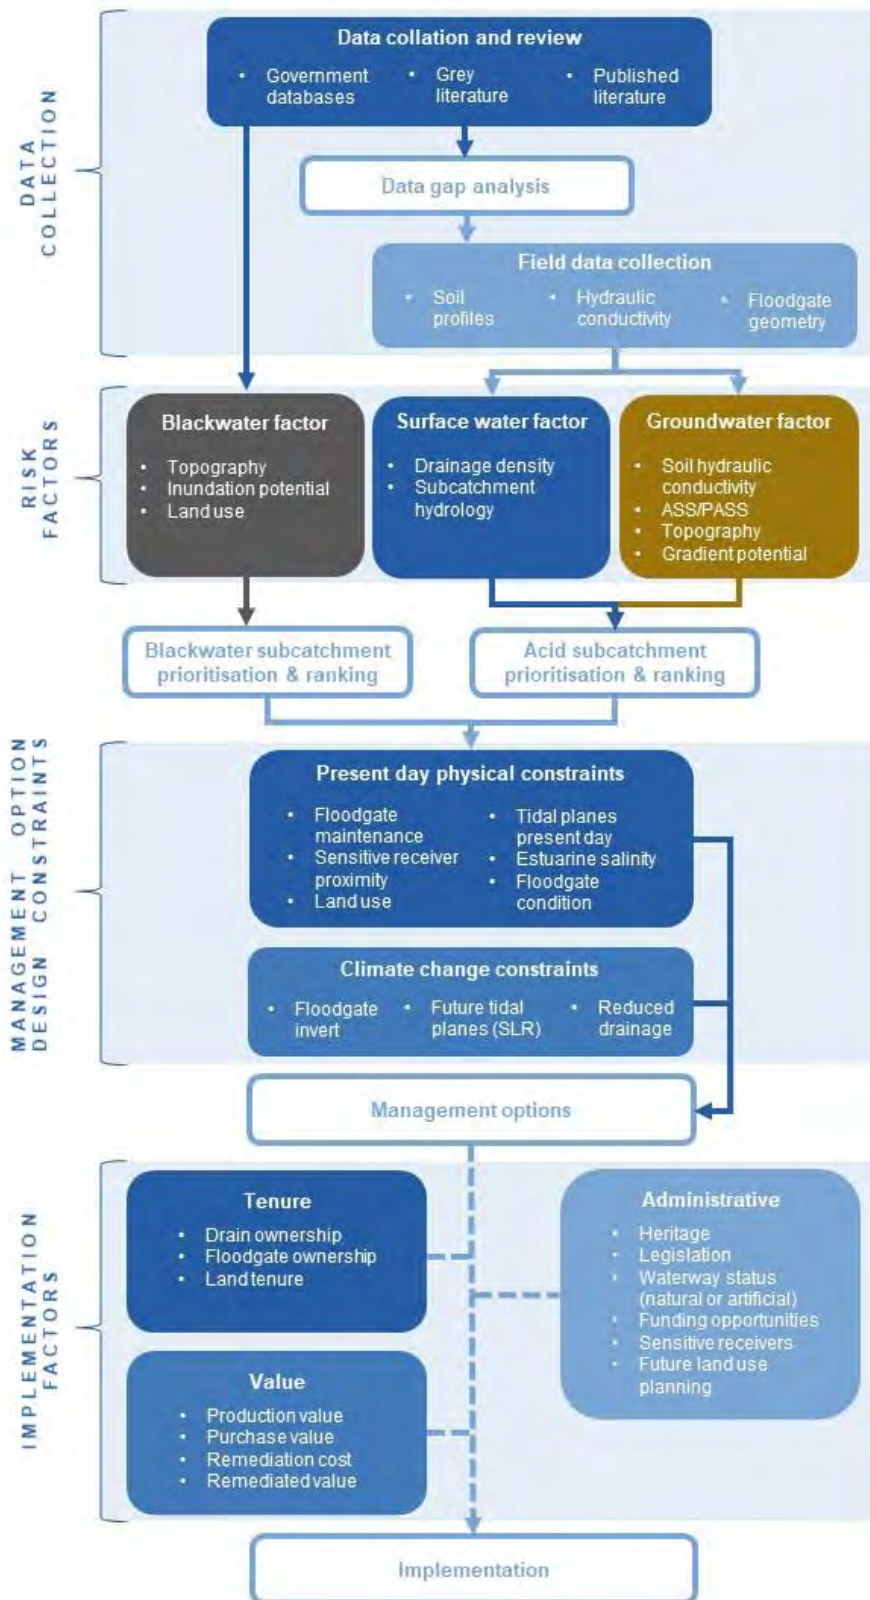 DATA
COLLECTION
Data collation and review
• Government
databases
• Grey
literature
• Published
literature
Data gap analysis
Field data collection
• Soil
profiles
• Hydraulic
conductivity
• Floodgate
geometry
RISK
FACTORS
Blackwater factor
• Topography
• Inundation potential
• Land use
Surface water factor
• Drainage density
• Subcatchment
hydrology
Groundwater factor
• Soil hydraulic
conductivity
• ASS/PASS
• Topography
• Gradient potential
Blackwater subcatchment
prioritisation & ranking
Acid subcatchment
prioritisation & ranking
MANAGEMENT OPTION
DESIGN CONSTRAINTS
Present day physical constraints
• Floodgate
maintenance
• Sensitive receiver
proximity
• Land use
• Tidal planes
present day
• Estuarine salinity
• Floodgate
condition
Climate change constraints
• Floodgate
invert
• Future tidal
planes (SLR)
• Reduced
drainage
Management options
IMPLEMENTATION
FACTORS
Tenure
• Drain ownership
• Floodgate ownership
• Land tenure
Administrative
• Heritage
• Legislation
• Waterway status
(natural or artificial)
• Funding opportunities
• Sensitive receivers
• Future land use
planning
Value
• Production value
• Purchase value
• Remediation cost
• Remediated value
Implementation